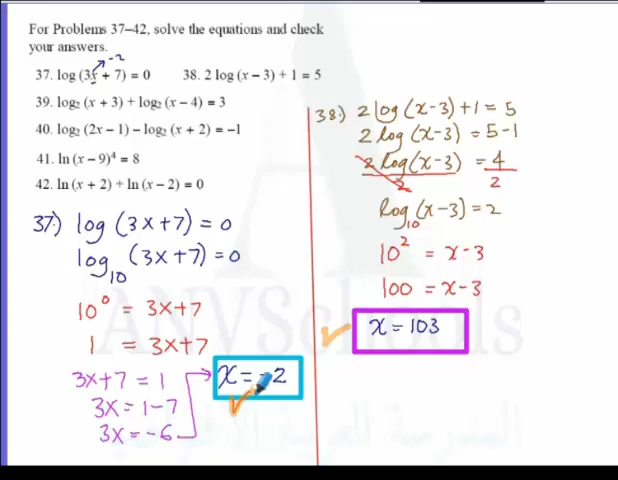 For Problems 37–42, solve the equations and check
your answers.
-2
37. log (3x + 7) = 0 38. 2 log (x − 3) + 1 = 5
39. log₂ (x + 3) + log₂ (x − 4) = 3
40. log₂ (2x − 1) − log₂ (x + 2) = −1
41. ln (x − 9)⁴ = 8
42. ln (x + 2) + ln (x − 2) = 0
37) log (3x+7) = 0
log₁₀ (3x+7) = 0
10⁰ = 3x+7
1 = 3x+7
3x+7 = 1
3x = 1−7
3x = −6
x = −2
38) 2 log (x−3) + 1 = 5
2 log (x−3) = 5−1
2 log (x−3) = 4
2 2
log₁₀ (x−3) = 2
10² = x−3
100 = x−3
x = 103
ANVSchools